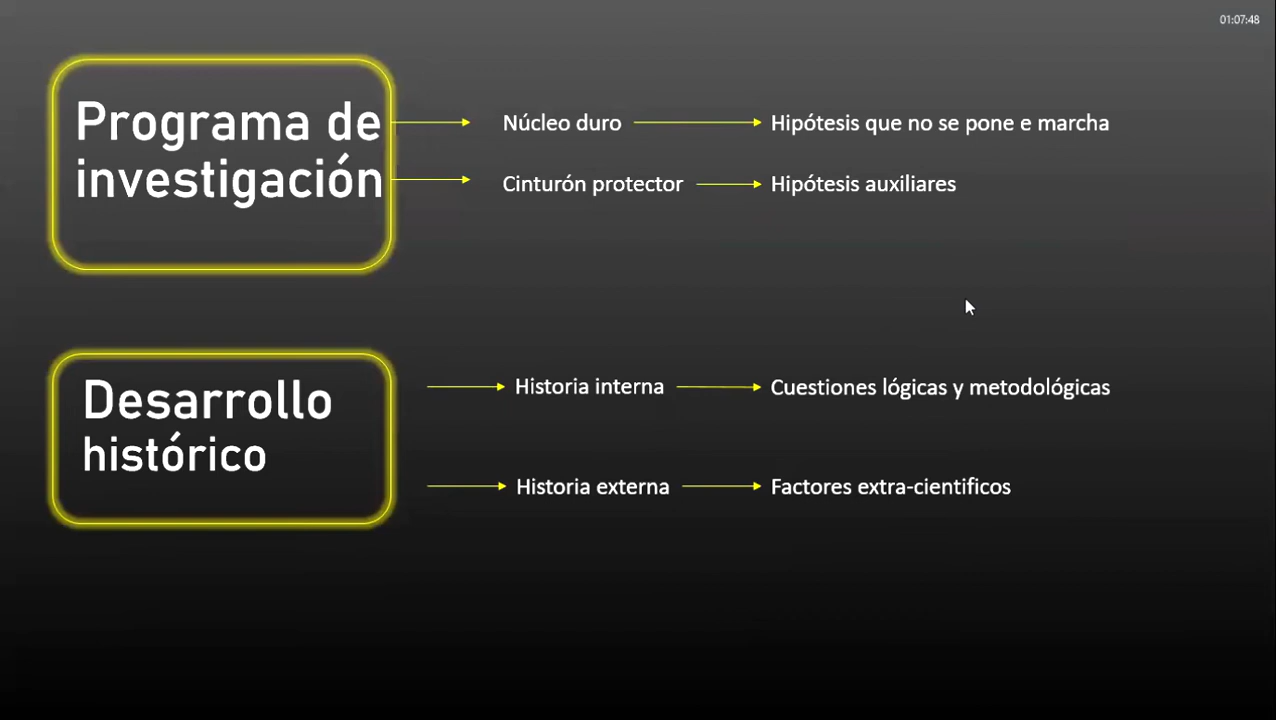 01:07:48
Programa de
investigación
Núcleo duro
Hipótesis que no se pone e marcha
Cinturón protector
Hipótesis auxiliares
Desarrollo
histórico
Historia interna
Cuestiones lógicas y metodológicas
Historia externa
Factores extra-cientificos